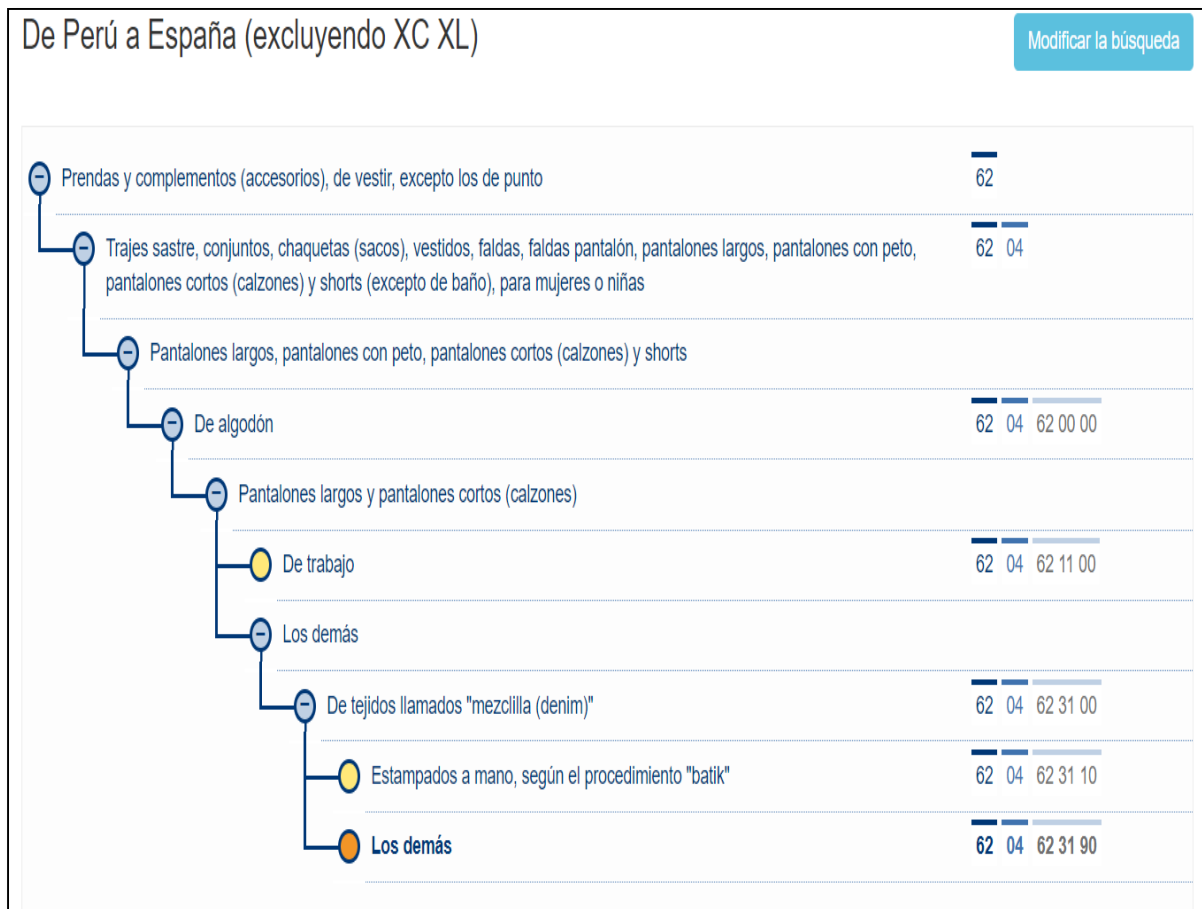 De Perú a España (excluyendo XC XL)
Modificar la búsqueda
Prendas y complementos (accesorios), de vestir, excepto los de punto 62
Trajes sastre, conjuntos, chaquetas (sacos), vestidos, faldas, faldas pantalón, pantalones largos, pantalones con peto, 62 04
pantalones cortos (calzones) y shorts (excepto de baño), para mujeres o niñas
Pantalones largos, pantalones con peto, pantalones cortos (calzones) y shorts
De algodón 62 04 62 00 00
Pantalones largos y pantalones cortos (calzones)
De trabajo 62 04 62 11 00
Los demás
De tejidos llamados "mezclilla (denim)" 62 04 62 31 00
Estampados a mano, según el procedimiento "batik" 62 04 62 31 10
Los demás 62 04 62 31 90